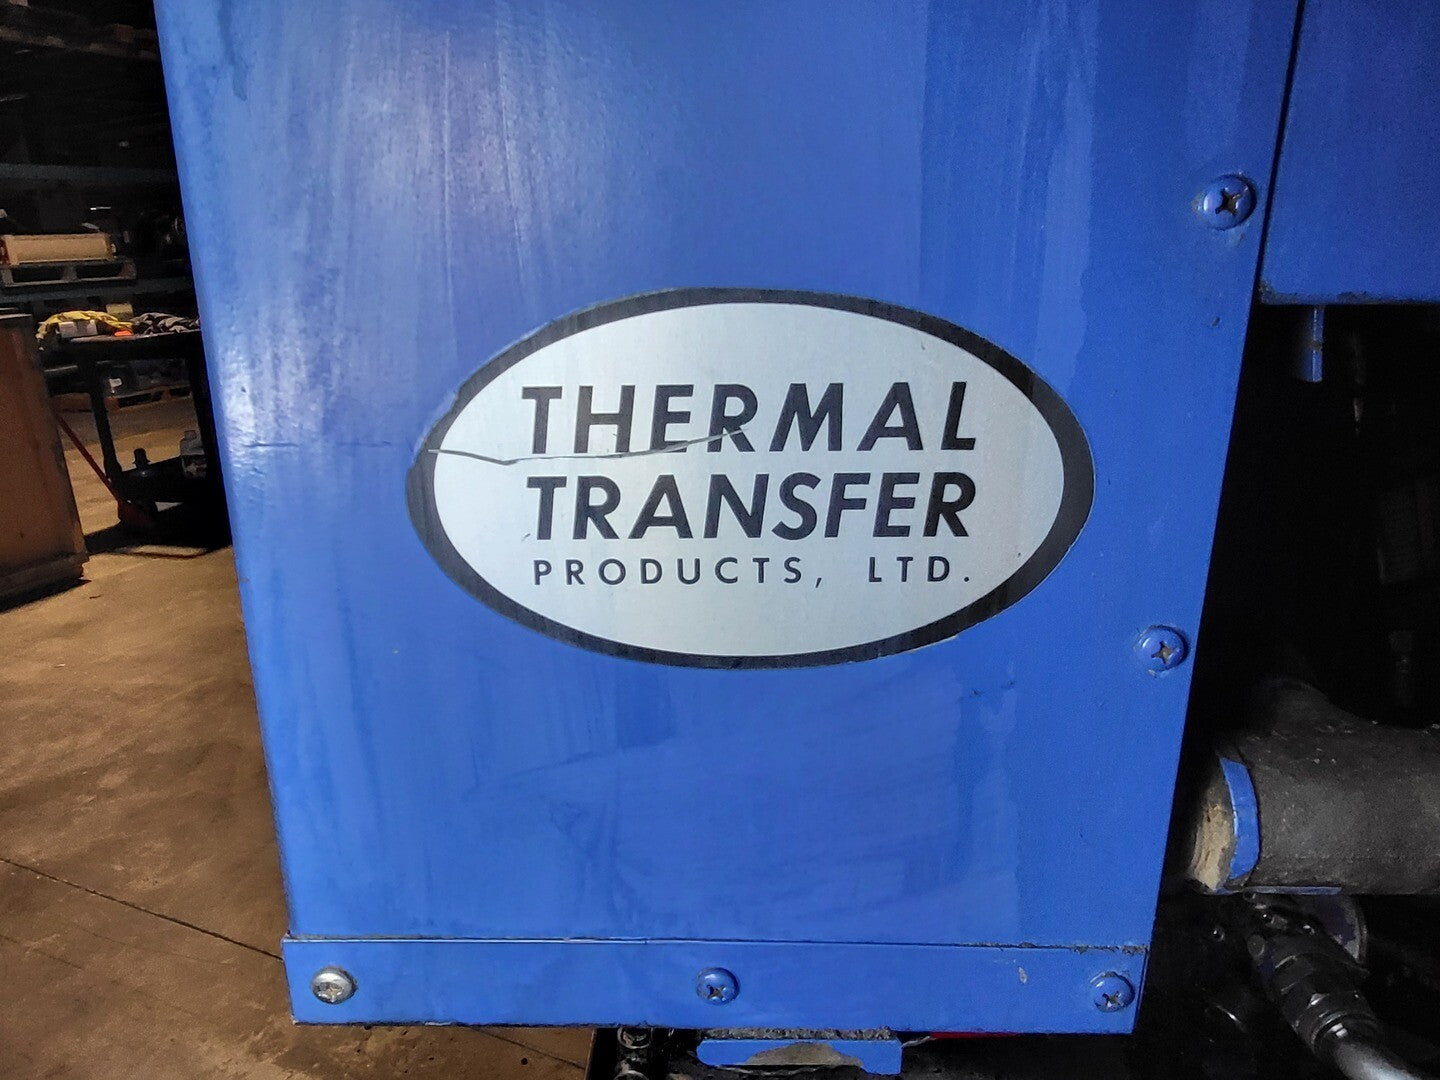 THERMAL
TRANSFER
PRODUCTS, LTD.